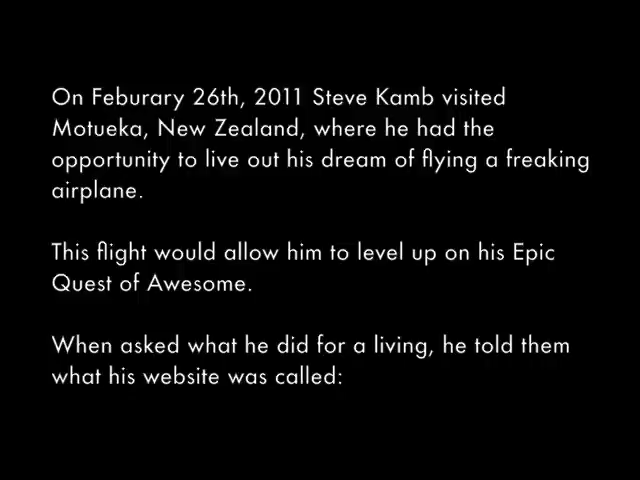 On Feburary 26th, 2011 Steve Kamb visited
Motueka, New Zealand, where he had the
opportunity to live out his dream of flying a freaking
airplane.
This flight would allow him to level up on his Epic
Quest of Awesome.
When asked what he did for a living, he told them
what his website was called: